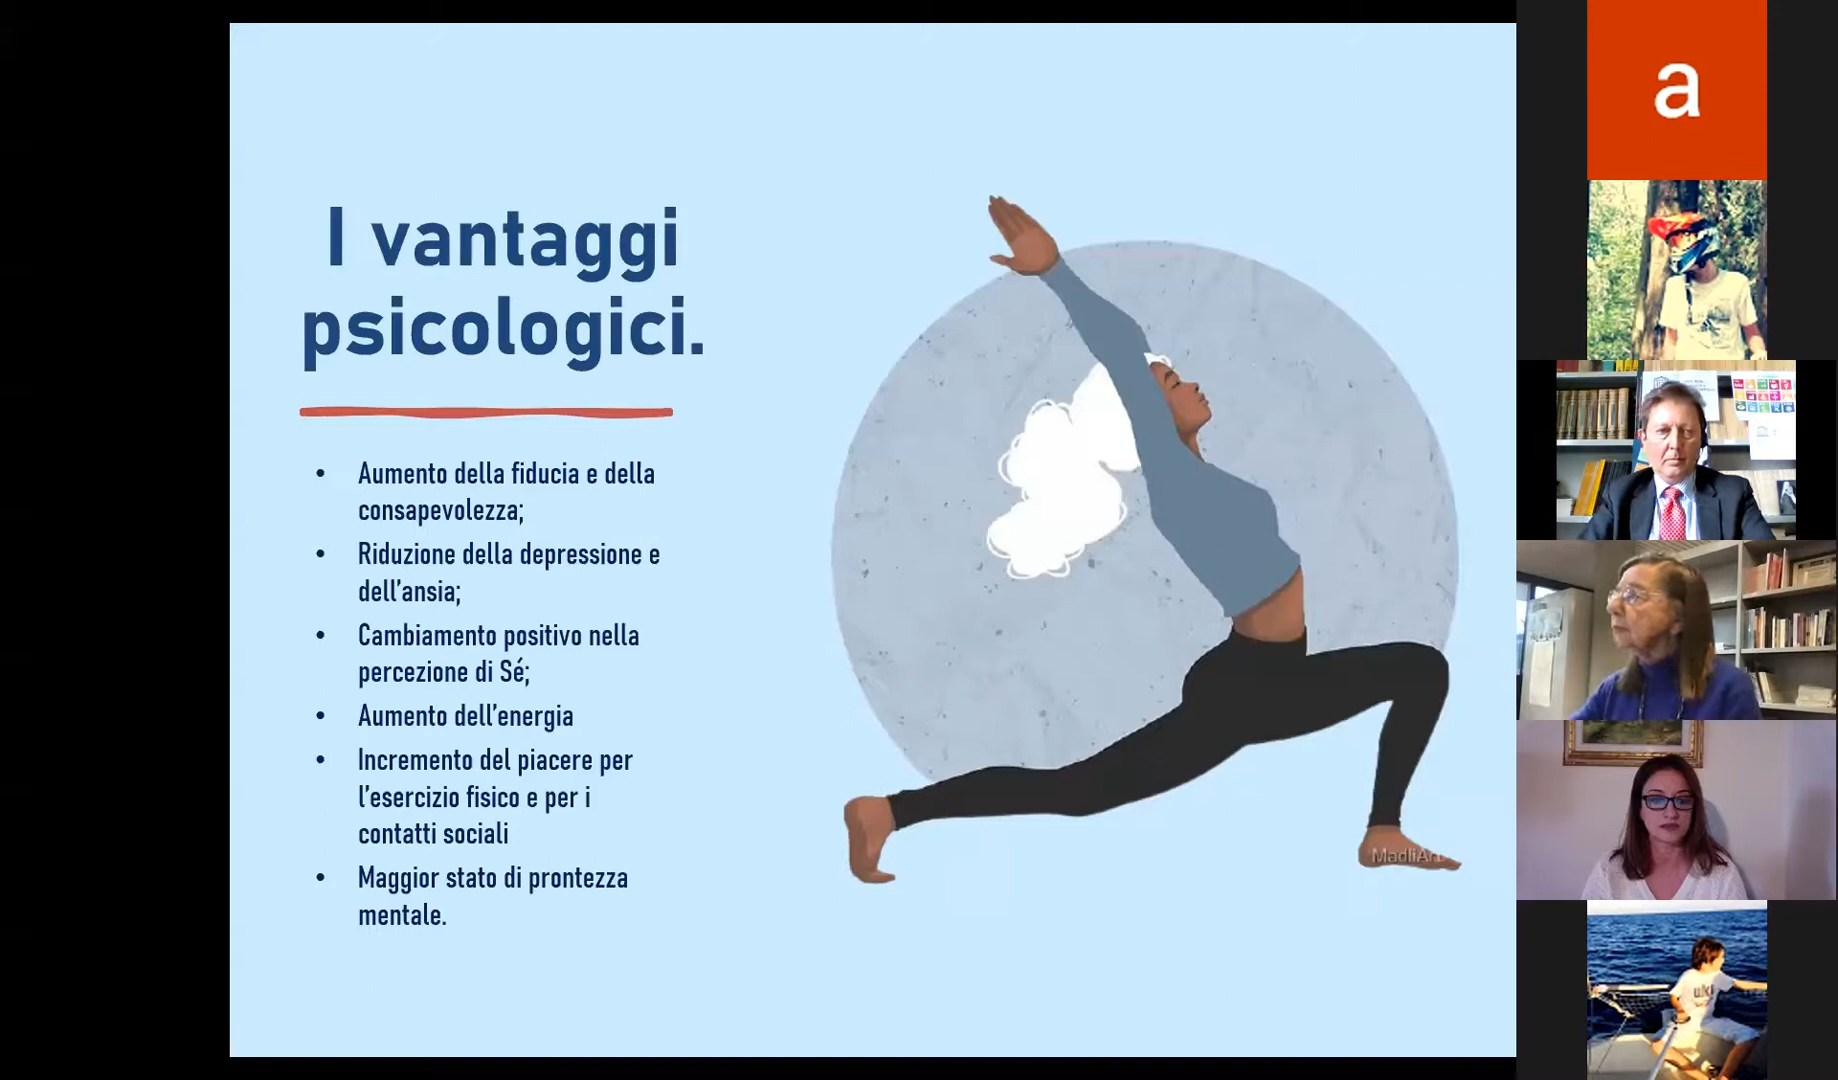 I vantaggi
psicologici.
• Aumento della fiducia e della
consapevolezza;
• Riduzione della depressione e
dell'ansia;
• Cambiamento positivo nella
percezione di Sé;
• Aumento dell'energia
• Incremento del piacere per
l'esercizio fisico e per i
contatti sociali
• Maggior stato di prontezza
mentale.
MadliArt
a